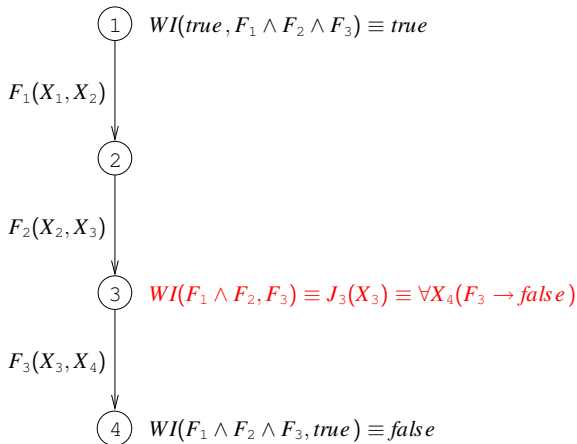 1 WI(true, F₁ ∧ F₂ ∧ F₃) ≡ true
F₁(X₁, X₂)
2
F₂(X₂, X₃)
3 WI(F₁ ∧ F₂, F₃) ≡ J₃(X₃) ≡ ∀X₄(F₃ → false)
F₃(X₃, X₄)
4 WI(F₁ ∧ F₂ ∧ F₃, true) ≡ false